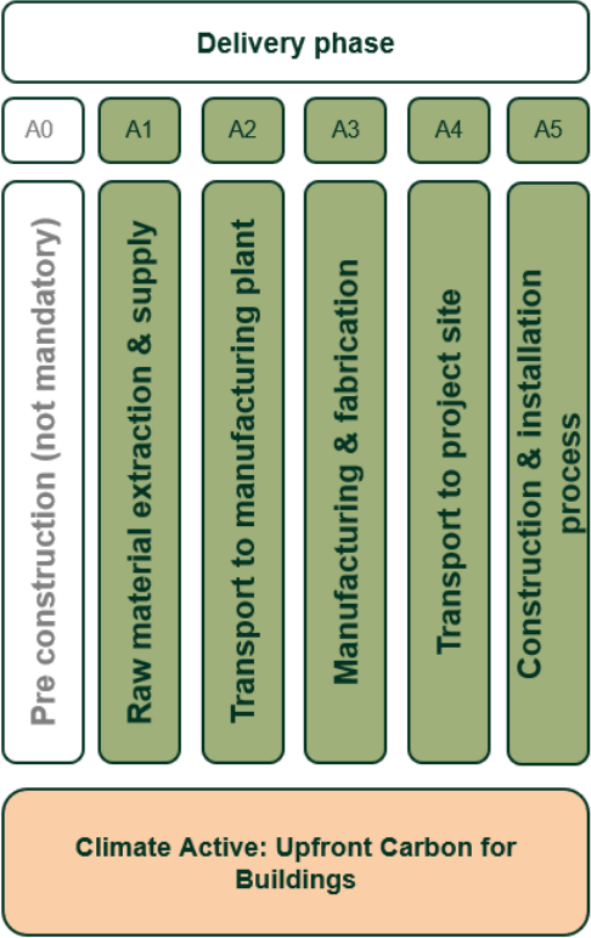 Delivery phase
A0
A1
A2
A3
A4
A5
Pre construction (not mandatory)
Raw material extraction & supply
Transport to manufacturing plant
Manufacturing & fabrication
Transport to project site
Construction & installation
process
Climate Active: Upfront Carbon for
Buildings